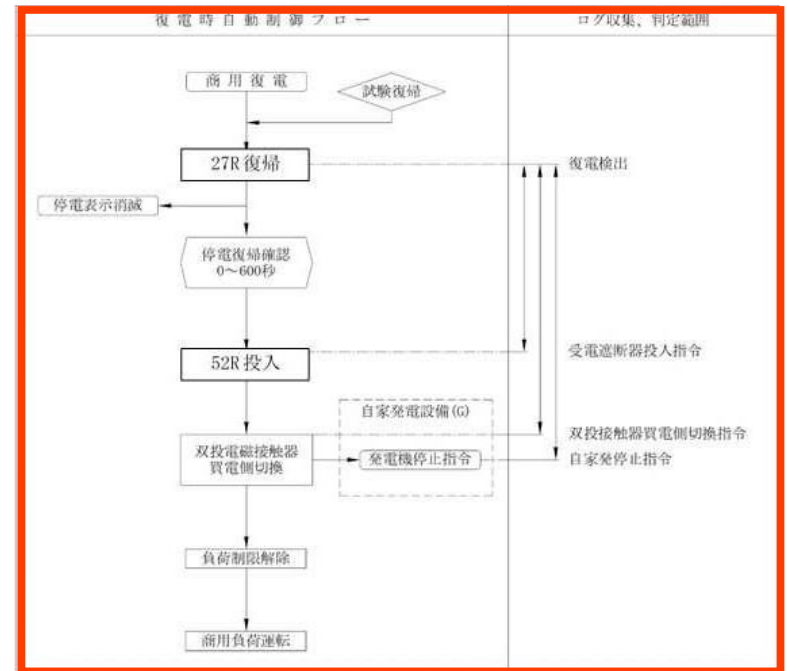 復電時自動制御フロー
ログ収集、判定範囲
商用復電
試験復帰
27R復帰
復電検出
停電表示消滅
停電復帰確認
0～600秒
52R投入
受電遮断器投入指令
自家発電設備(G)
双投電磁接触器
買電側切換
発電機停止指令
双投接触器買電側切換指令
自家発停止指令
負荷制限解除
商用負荷運転